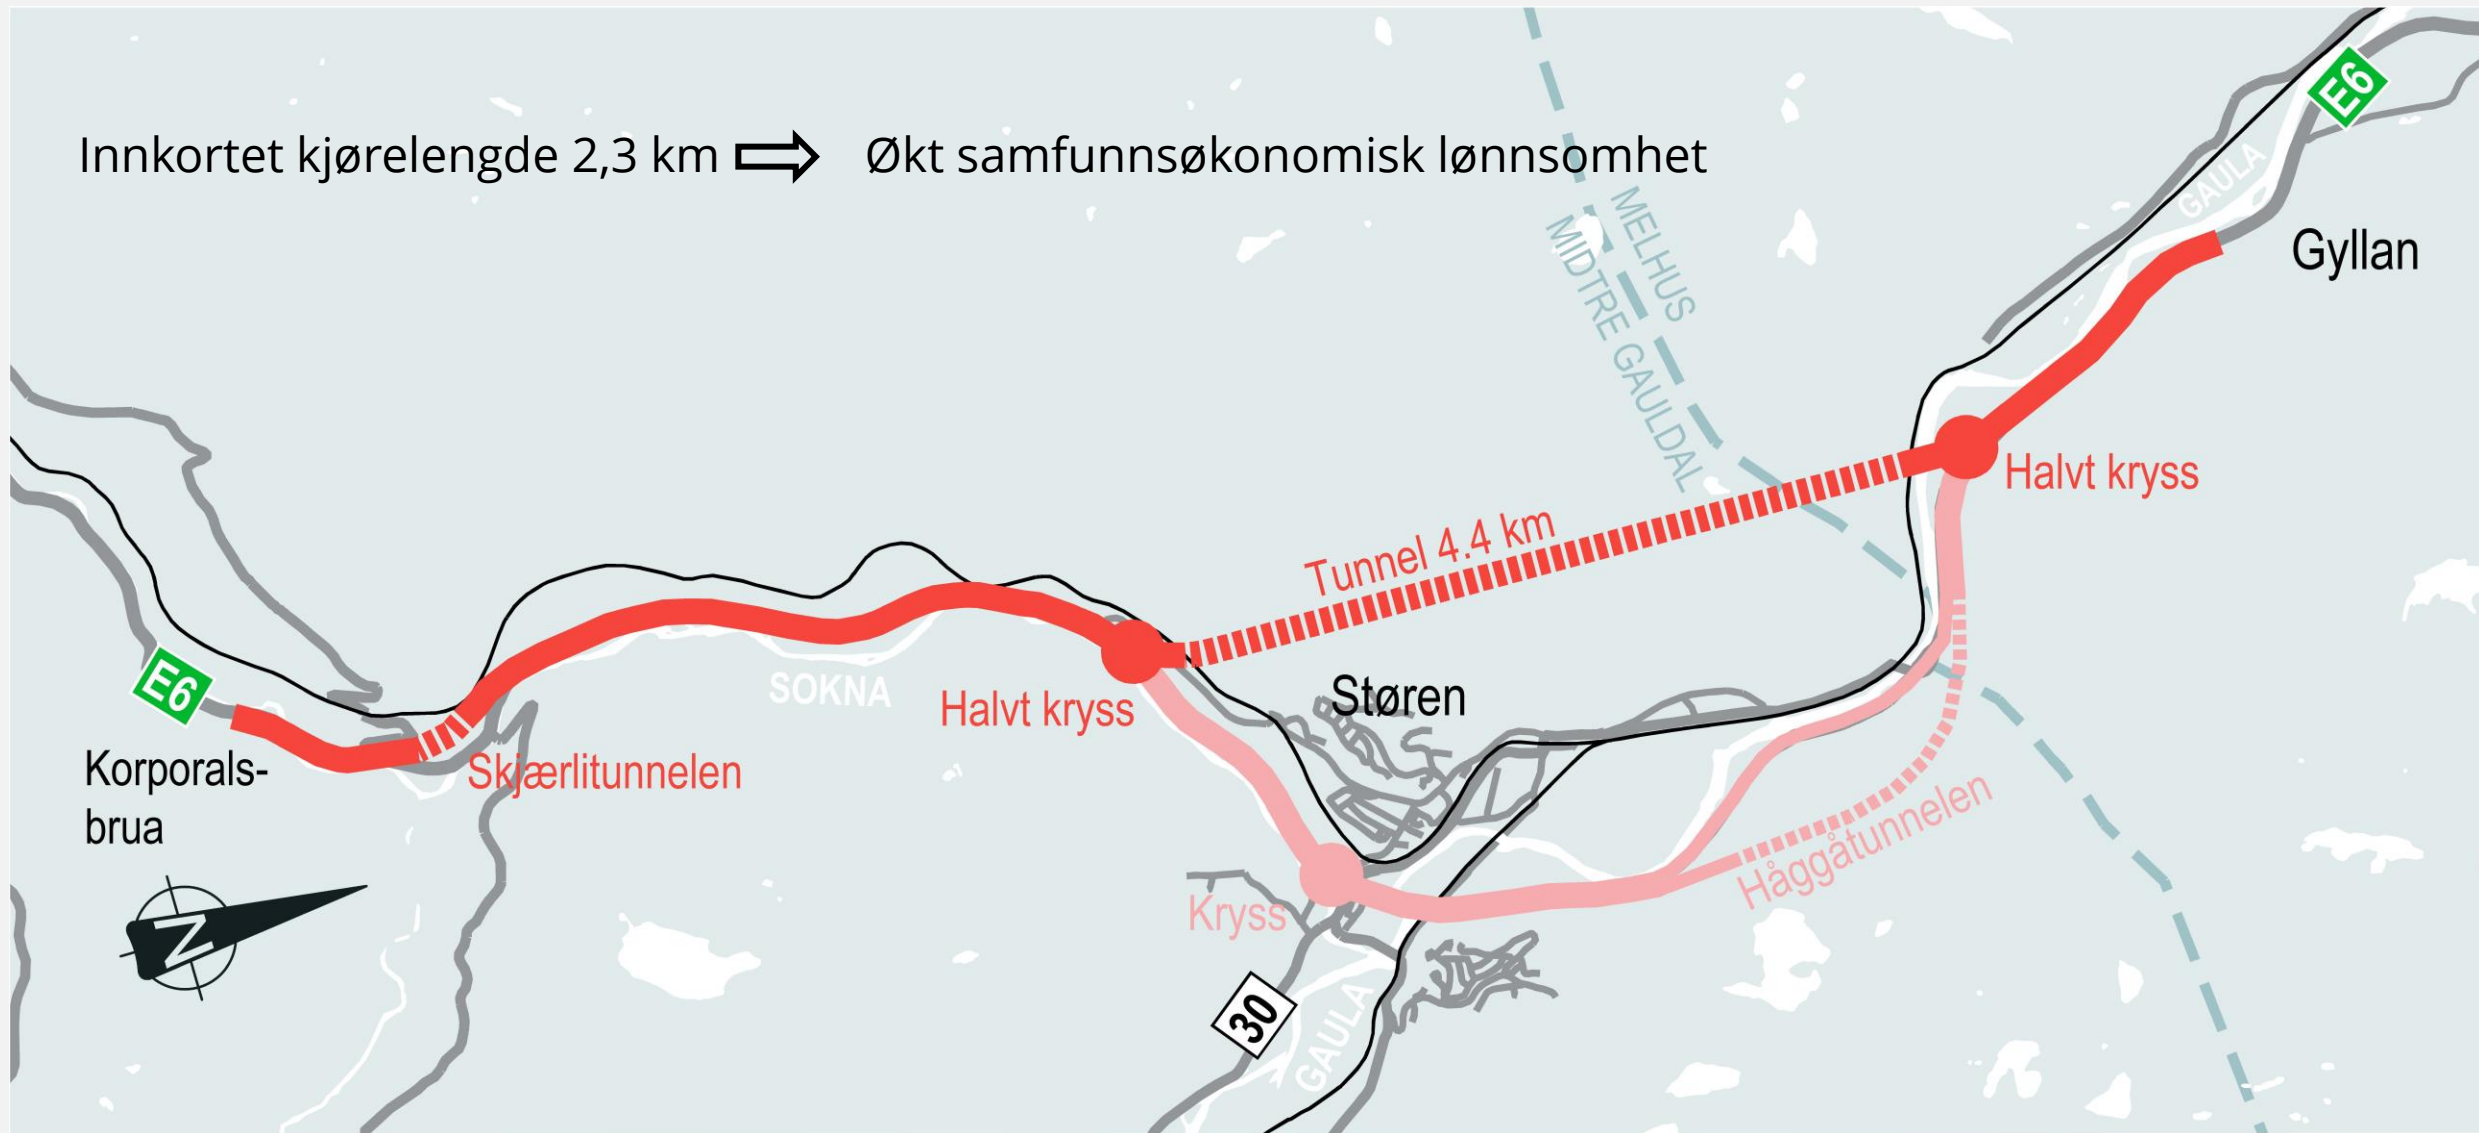 Innkortet kjørelengde 2,3 km
Økt samfunnsøkonomisk lønnsomhet
E6
GAULA
MELHUS
MIDTRE GAULDAL
Gyllan
Halvt kryss
Tunnel 4.4 km
E6
SOKNA
Halvt kryss
Støren
Korporals-
brua
Skjærlitunnelen
Håggåtunnelen
Kryss
N
30
GAULA